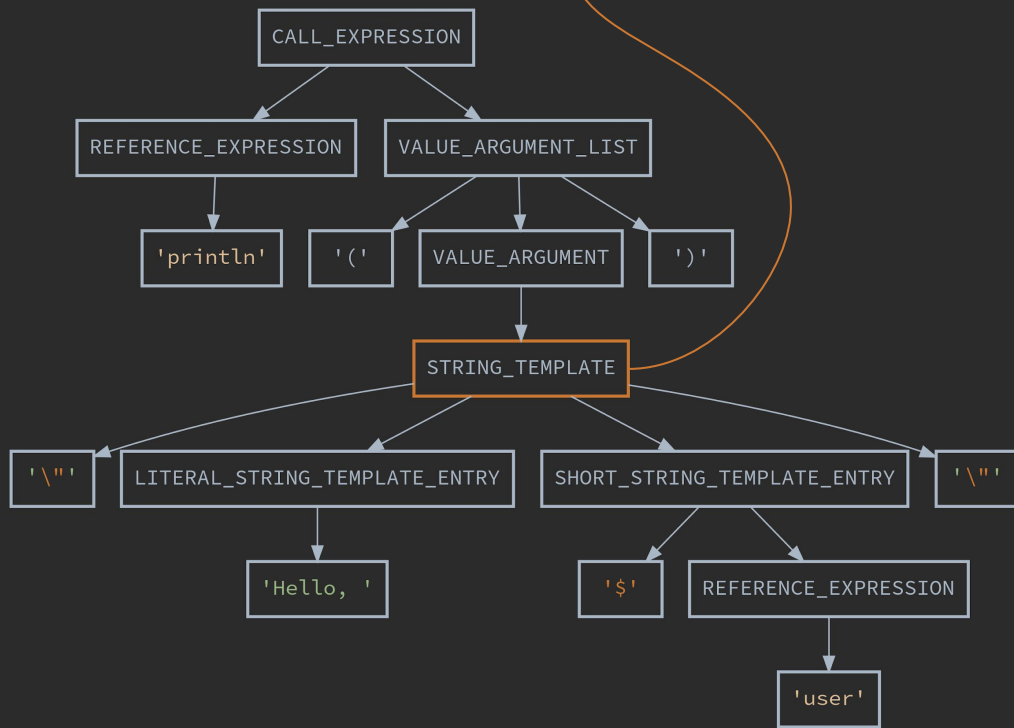 CALL_EXPRESSION
REFERENCE_EXPRESSION
VALUE_ARGUMENT_LIST
'println'
'('
VALUE_ARGUMENT
')'
STRING_TEMPLATE
'\"'
LITERAL_STRING_TEMPLATE_ENTRY
SHORT_STRING_TEMPLATE_ENTRY
'\"'
'Hello, '
'$'
REFERENCE_EXPRESSION
'user'